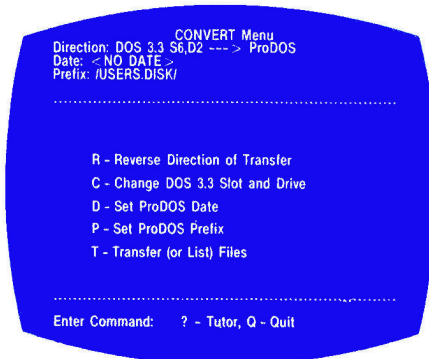 CONVERT Menu
Direction: DOS 3.3 S6,D2 ---> ProDOS
Date: <NO DATE>
Prefix: /USERS.DISK/
R - Reverse Direction of Transfer
C - Change DOS 3.3 Slot and Drive
D - Set ProDOS Date
P - Set ProDOS Prefix
T - Transfer (or List) Files
Enter Command: ? - Tutor, Q - Quit